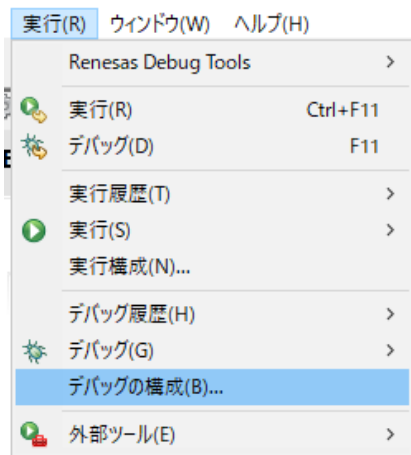 実行(R) ウィンドウ(W) ヘルプ(H)
Renesas Debug Tools
実行(R) Ctrl+F11
デバッグ(D) F11
実行履歴(T)
実行(S)
実行構成(N)...
デバッグ履歴(H)
デバッグ(G)
デバッグの構成(B)...
外部ツール(E)